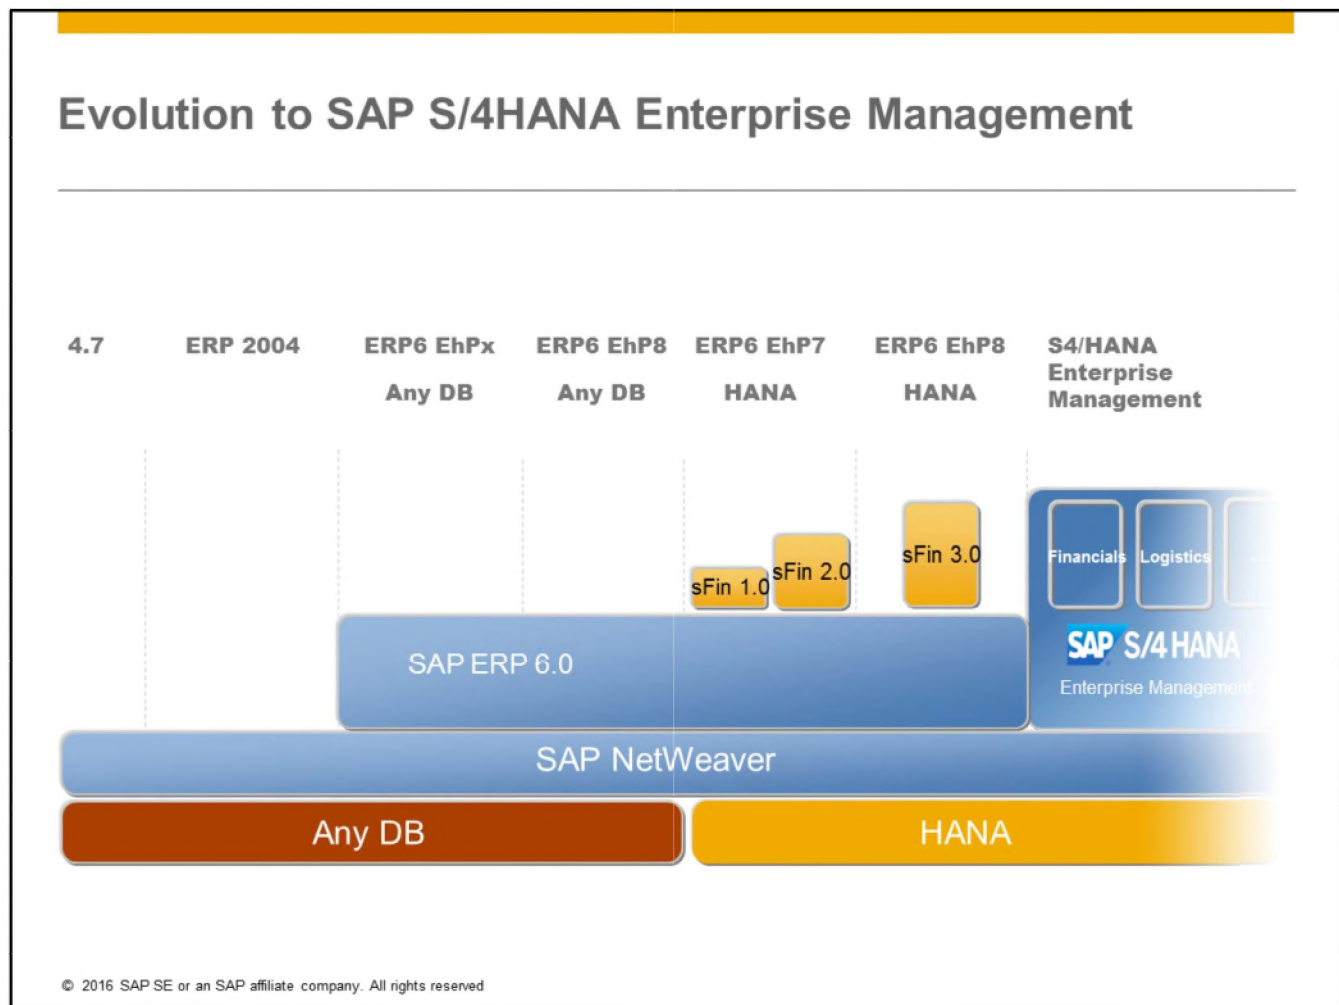 Evolution to SAP S/4HANA Enterprise Management
4.7
ERP 2004
ERP6 EhPx
Any DB
ERP6 EhP8
Any DB
ERP6 EhP7
HANA
ERP6 EhP8
HANA
S4/HANA
Enterprise
Management
sFin 1.0
sFin 2.0
sFin 3.0
Financials
Logistics
SAP S/4HANA
Enterprise Management
SAP ERP 6.0
SAP NetWeaver
Any DB
HANA
© 2016 SAP SE or an SAP affiliate company. All rights reserved